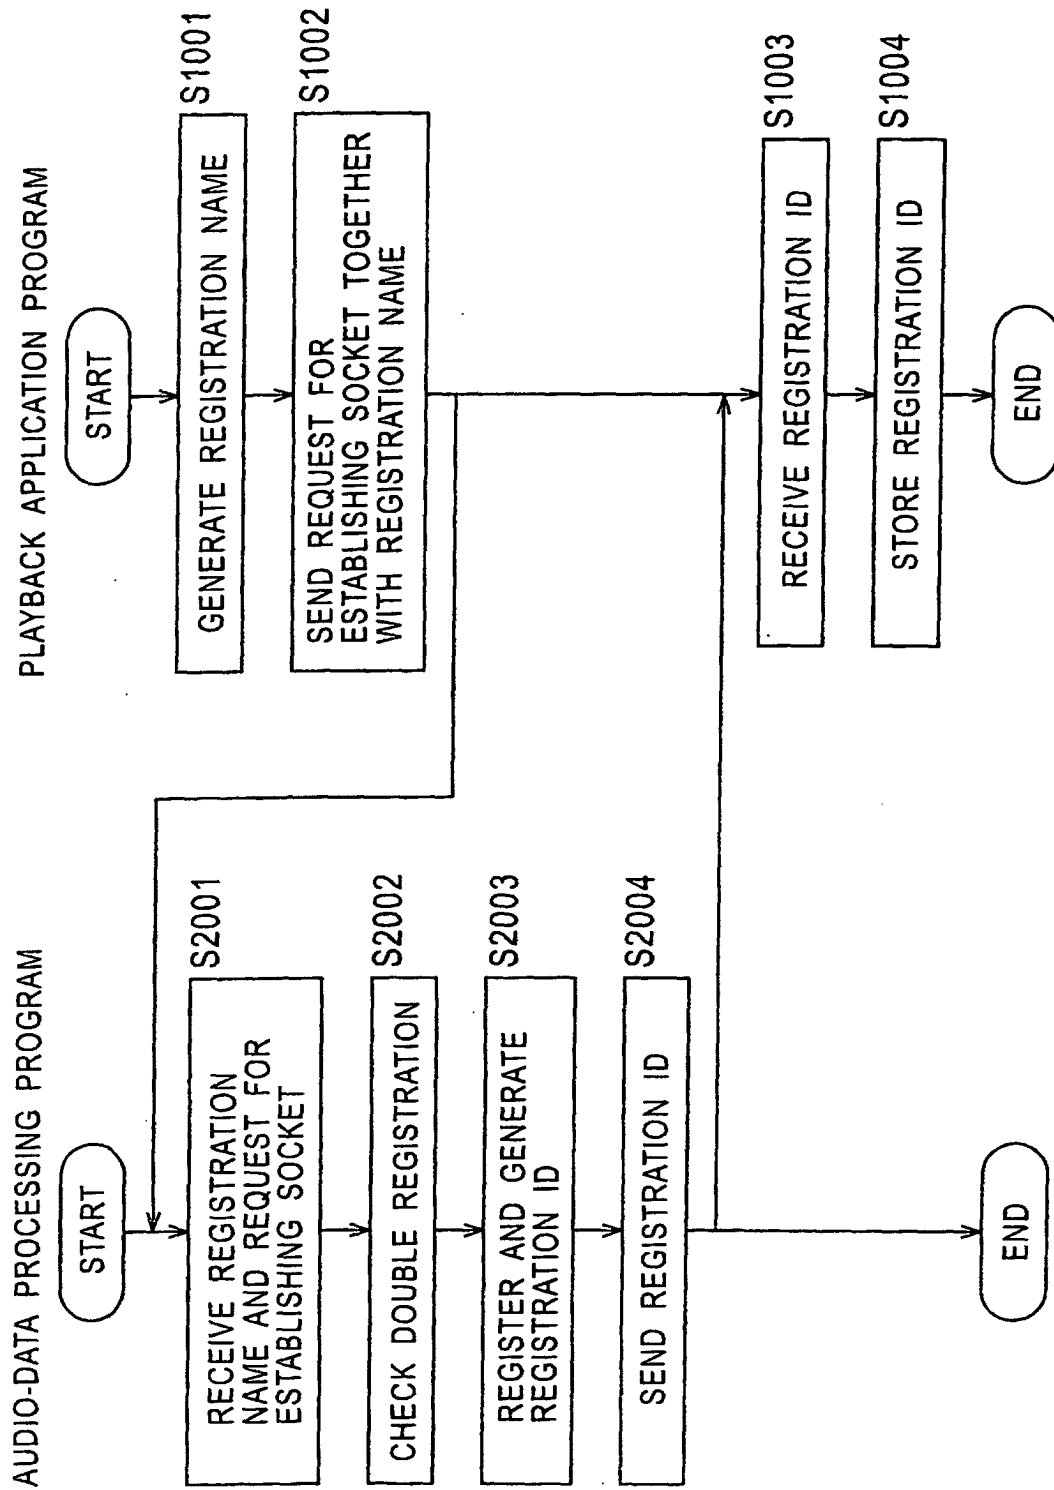 AUDIO-DATA PROCESSING PROGRAM
START
RECEIVE REGISTRATION
NAME AND REQUEST FOR
ESTABLISHING SOCKET
S2001
CHECK DOUBLE REGISTRATION
S2002
REGISTER AND GENERATE
REGISTRATION ID
S2003
SEND REGISTRATION ID
S2004
END
PLAYBACK APPLICATION PROGRAM
START
GENERATE REGISTRATION NAME
S1001
SEND REQUEST FOR
ESTABLISHING SOCKET TOGETHER
WITH REGISTRATION NAME
S1002
RECEIVE REGISTRATION ID
S1003
STORE REGISTRATION ID
S1004
END